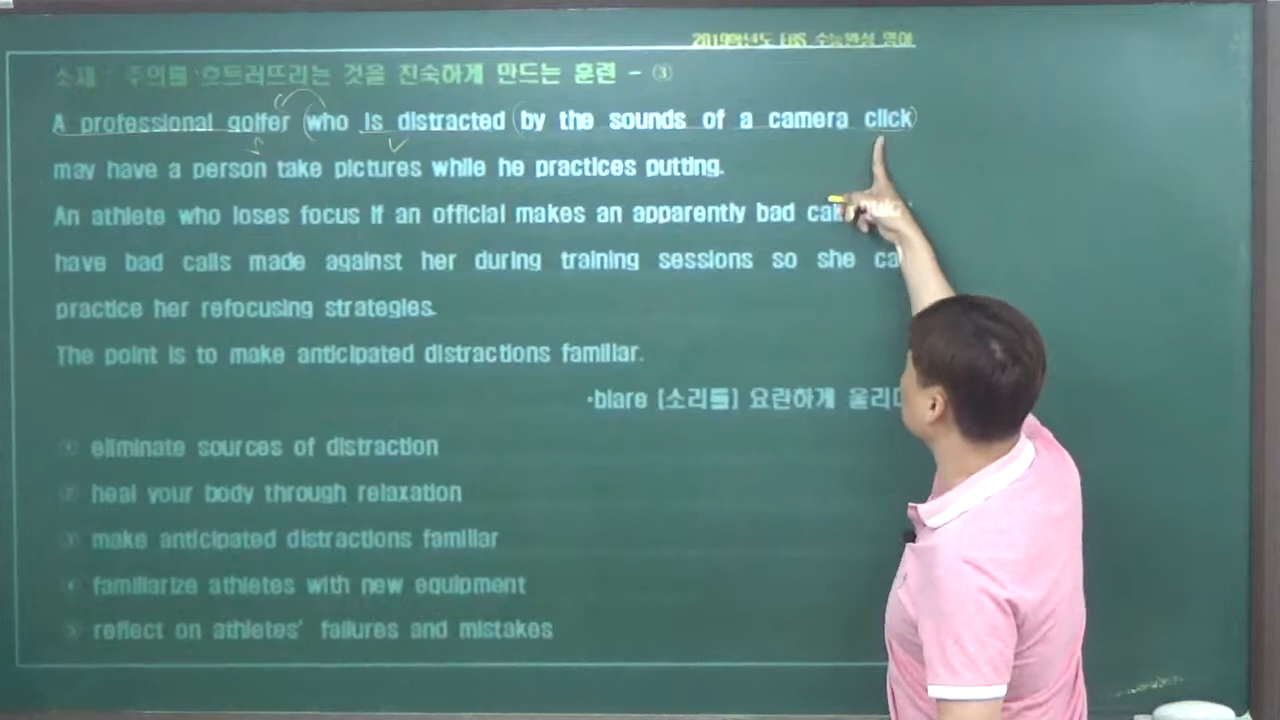 2019학년도 EBS 수능완성 영어
소재 : 주의를 흐트러뜨리는 것을 친숙하게 만드는 훈련 - ③
A professional golfer (who is distracted (by the sounds of a camera click)
S V
may have a person take pictures while he practices putting.
An athlete who loses focus if an official makes an apparently bad
have bad calls made against her during training sessions so she
practice her refocusing strategies.
The point is to make anticipated distractions familiar.
•blare [소리를] 요란하게
① eliminate sources of distraction
② heal your body through relaxation
③ make anticipated distractions familiar
④ familiarize athletes with new equipment
⑤ reflect on athletes' failures and mistakes